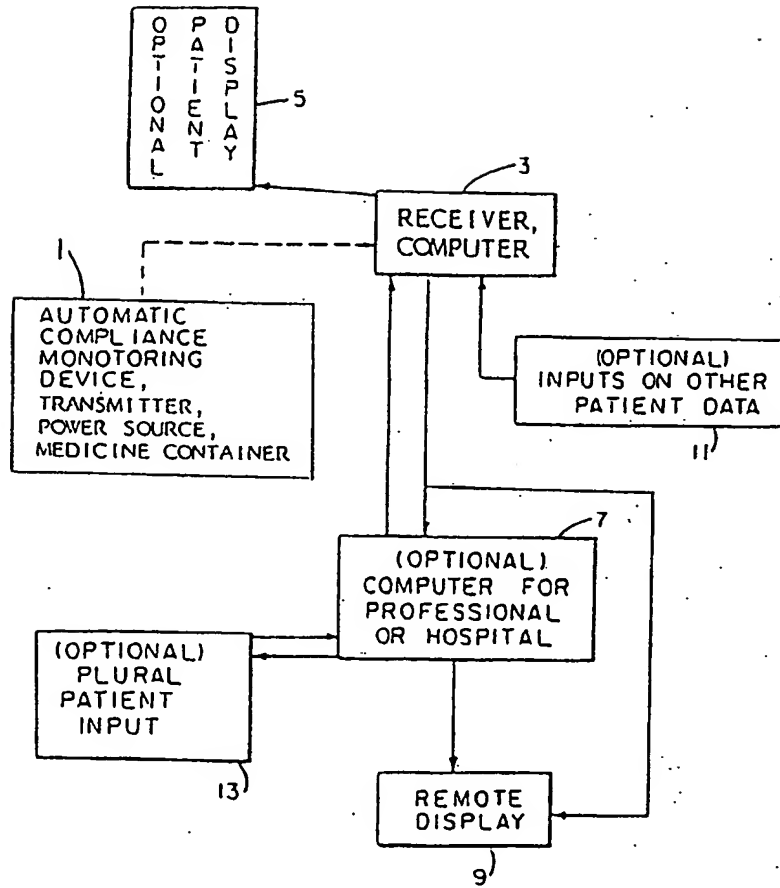 OPTIONAL
PATIENT
DISPLAY
5
3
RECEIVER,
COMPUTER
1
AUTOMATIC
COMPLIANCE
MONOTORING
DEVICE,
TRANSMITTER,
POWER SOURCE,
MEDICINE CONTAINER
(OPTIONAL)
INPUTS ON OTHER
PATIENT DATA
11
7
(OPTIONAL)
COMPUTER FOR
PROFESSIONAL
OR HOSPITAL
(OPTIONAL)
PLURAL
PATIENT
INPUT
13
REMOTE
DISPLAY
9